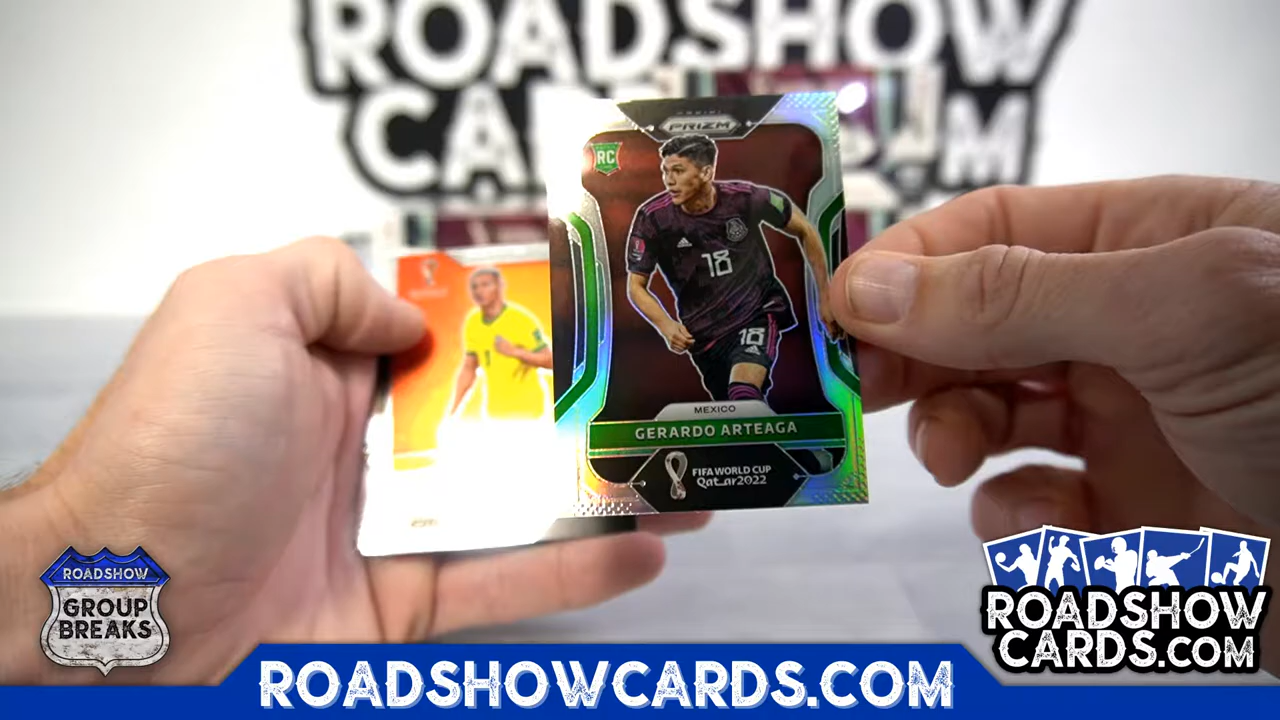 ROADSHOW
CARDS.COM
PANINI
PRIZM
RC
18
18
MEXICO
GERARDO ARTEAGA
FIFA WORLD CUP
Qatar2022
ROADSHOW
GROUP
BREAKS
ROADSHOW
CARDS.COM
ROADSHOWCARDS.COM